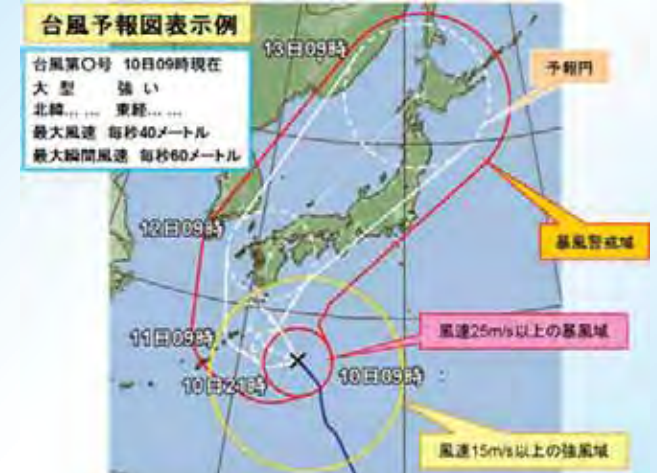 台風予報図表示例
台風第〇号 10日09時現在
大 型 強 い
北緯... ... 東経... ...
最大風速 毎秒40メートル
最大瞬間風速 毎秒60メートル
13日09時
予報円
12日09時
暴風警戒域
11日09時
風速25m/s以上の暴風域
10日21時
10日09時
風速15m/s以上の強風域